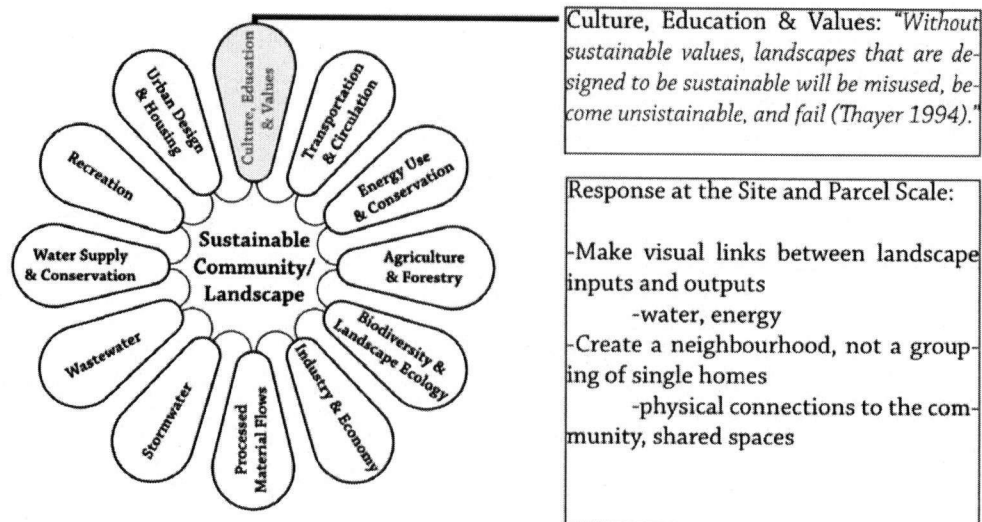 Culture, Education
& Values
Transportation
& Circulation
Energy Use
& Conservation
Agriculture
& Forestry
Biodiversity &
Landscape Ecology
Industry & Economy
Processed
Material Flows
Stormwater
Wastewater
Water Supply
& Conservation
Recreation
Urban Design
& Housing
Sustainable
Community/
Landscape
Culture, Education & Values: "Without
sustainable values, landscapes that are de-
signed to be sustainable will be misused, be-
come unsistainable, and fail (Thayer 1994)."
Response at the Site and Parcel Scale:
-Make visual links between landscape
inputs and outputs
-water, energy
-Create a neighbourhood, not a group-
ing of single homes
-physical connections to the com-
munity, shared spaces